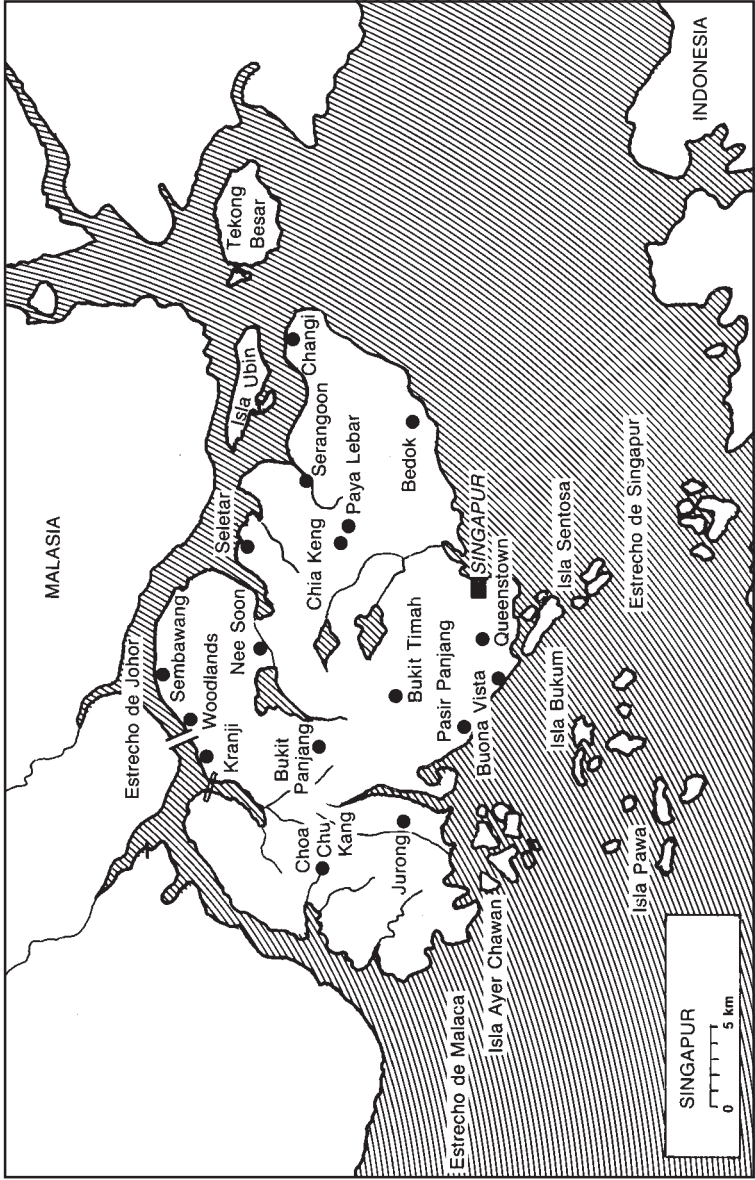 MALASIA
Estrecho de Johor
Sembawang
Woodlands
Kranji
Nee Soon
Seletar
Isla Ubin
Tekong
Besar
Changi
Serangoon
Paya Lebar
Chia Keng
Bedok
Bukit
Panjang
Choa
Chu
Kang
Bukit Timah
Jurong
Pasir Panjang
Buona Vista
Queenstown
SINGAPUR
Isla Sentosa
Isla Bukum
Isla Ayer Chawan
Isla Pawa
Estrecho de Malaca
Estrecho de Singapur
INDONESIA
SINGAPUR
0 5 km